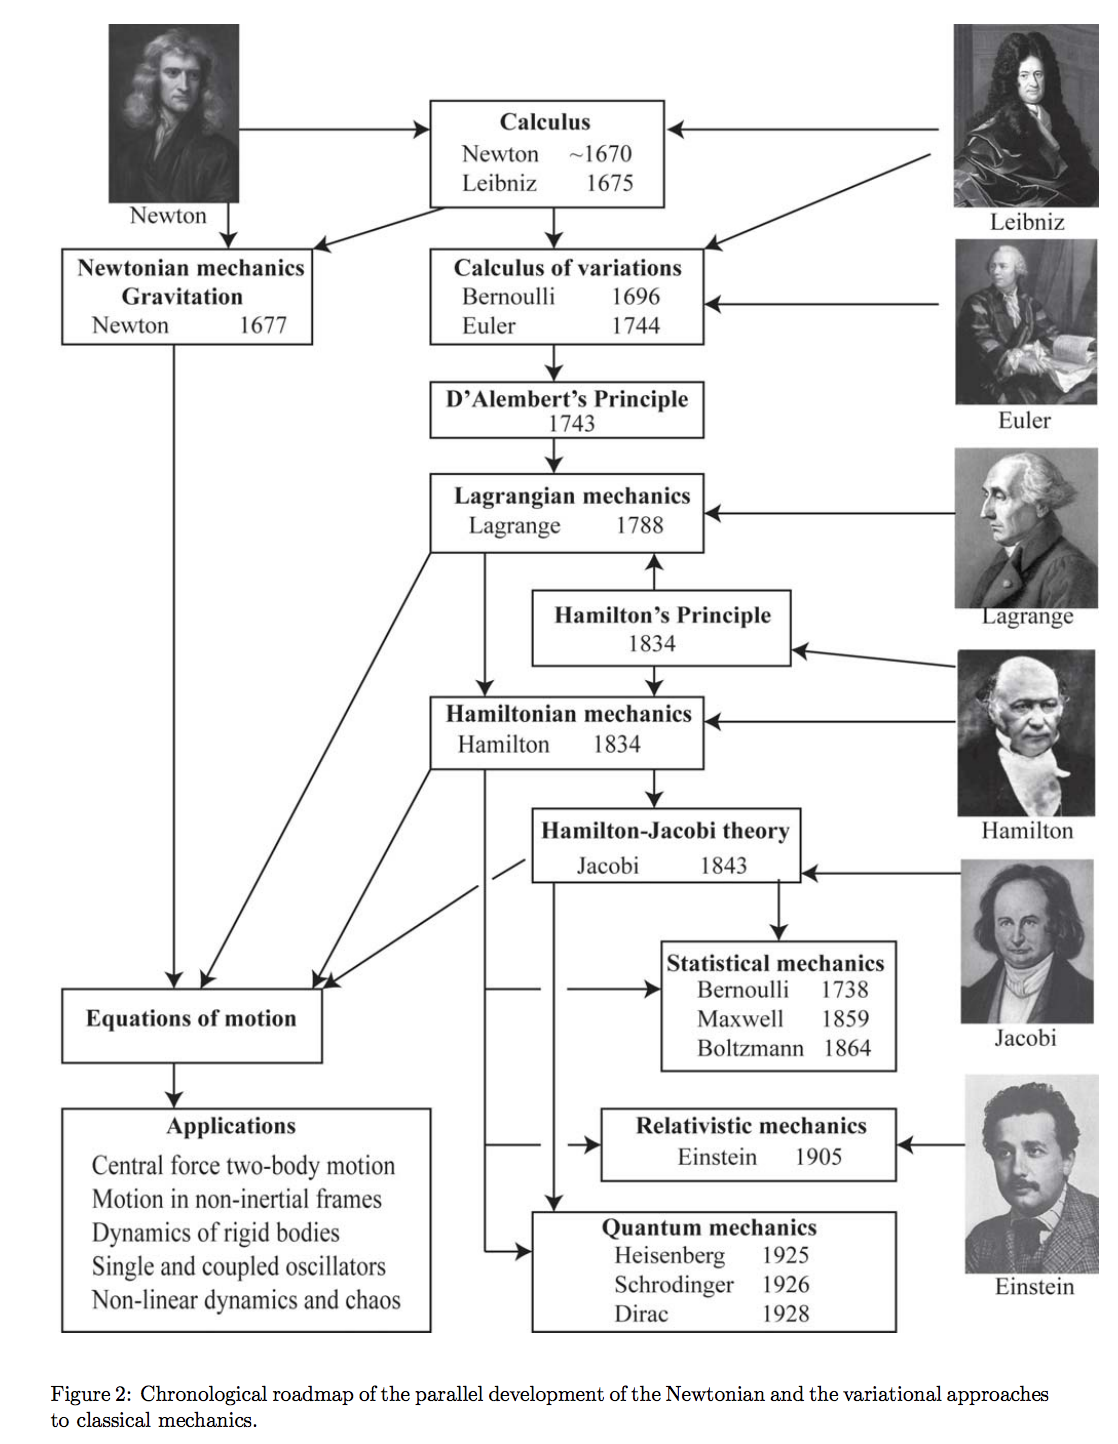 Calculus
Newton ~1670
Leibniz 1675
Newton
Leibniz
Newtonian mechanics
Gravitation
Newton 1677
Calculus of variations
Bernoulli 1696
Euler 1744
Euler
D'Alembert's Principle
1743
Lagrangian mechanics
Lagrange 1788
Lagrange
Hamilton's Principle
1834
Hamiltonian mechanics
Hamilton 1834
Hamilton
Hamilton-Jacobi theory
Jacobi 1843
Jacobi
Statistical mechanics
Bernoulli 1738
Maxwell 1859
Boltzmann 1864
Equations of motion
Relativistic mechanics
Einstein 1905
Einstein
Applications
Central force two-body motion
Motion in non-inertial frames
Dynamics of rigid bodies
Single and coupled oscillators
Non-linear dynamics and chaos
Quantum mechanics
Heisenberg 1925
Schrodinger 1926
Dirac 1928
Figure 2: Chronological roadmap of the parallel development of the Newtonian and the variational approaches
to classical mechanics.